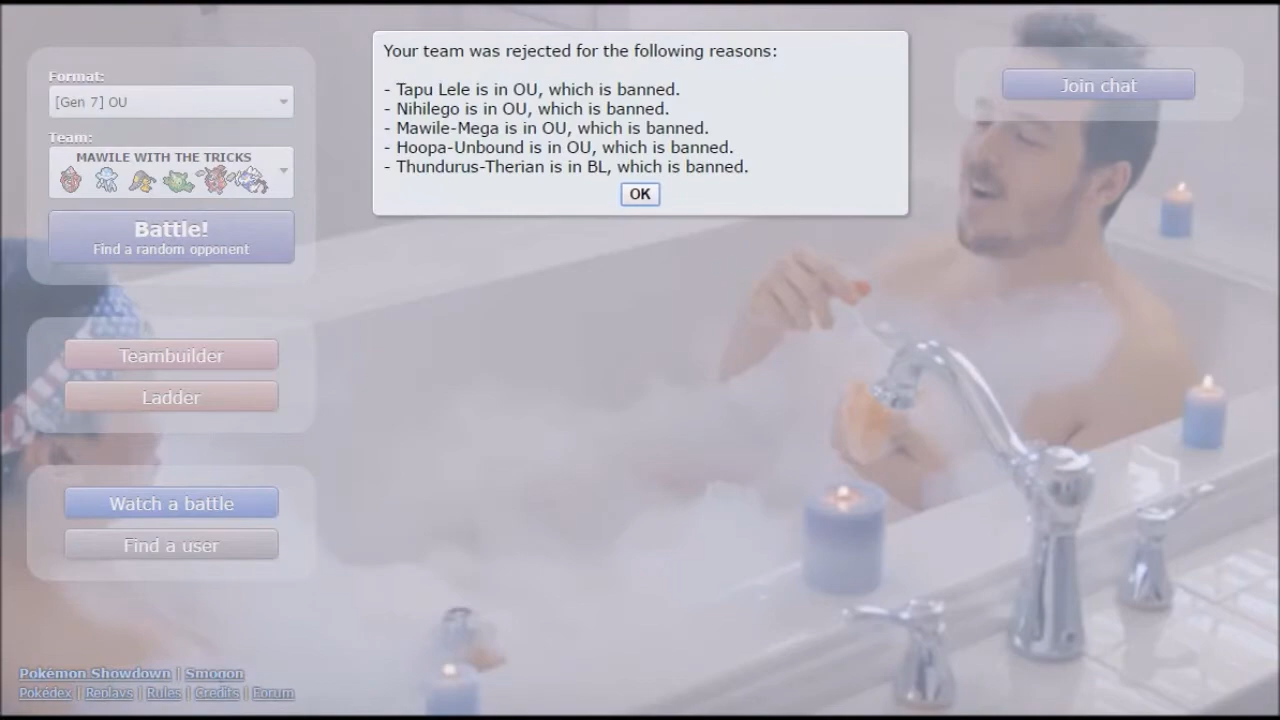 Format:
[Gen 7] OU
Team:
MAWILE WITH THE TRICKS
Battle!
Find a random opponent
Teambuilder
Ladder
Watch a battle
Find a user
Pokémon Showdown | Smogon
Pokédex | Replays | Rules | Credits | Forum
Your team was rejected for the following reasons:
- Tapu Lele is in OU, which is banned.
- Nihilego is in OU, which is banned.
- Mawile-Mega is in OU, which is banned.
- Hoopa-Unbound is in OU, which is banned.
- Thundurus-Therian is in BL, which is banned.
OK
Join chat